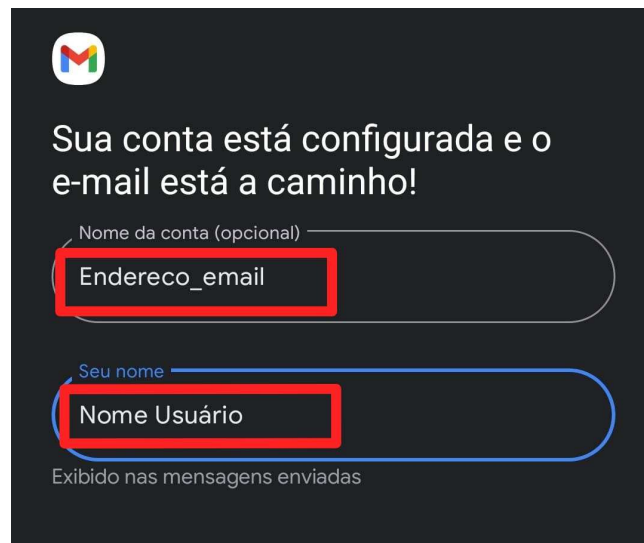 Sua conta está configurada e o
e-mail está a caminho!
Nome da conta (opcional)
Endereco_email
Seu nome
Nome Usuário
Exibido nas mensagens enviadas